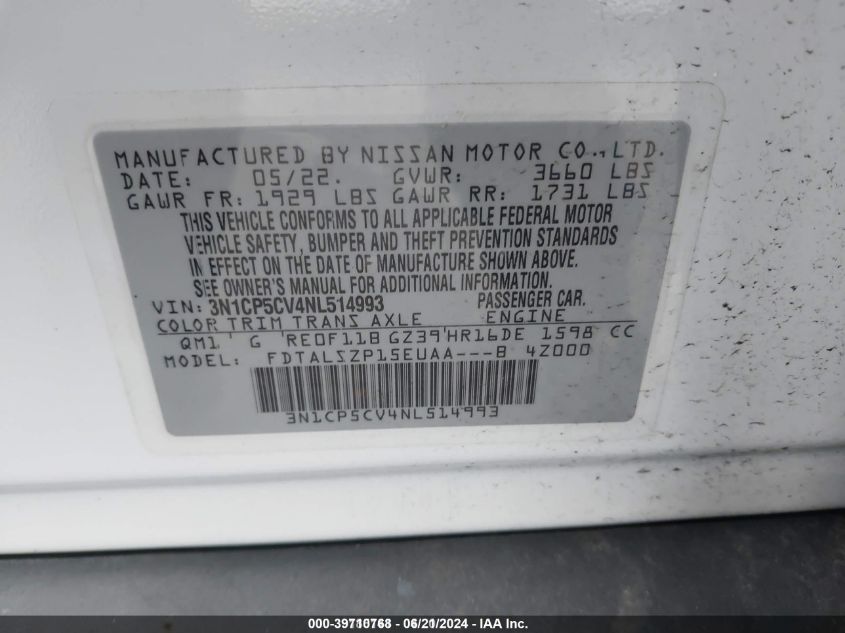 MANUFACTURED BY NISSAN MOTOR CO., LTD.
DATE: 05/22. GVWR: 3660 LBS
GAWR FR: 1929 LBS GAWR RR: 1731 LBS
THIS VEHICLE CONFORMS TO ALL APPLICABLE FEDERAL MOTOR
VEHICLE SAFETY, BUMPER AND THEFT PREVENTION STANDARDS
IN EFFECT ON THE DATE OF MANUFACTURE SHOWN ABOVE.
SEE OWNER'S MANUAL FOR ADDITIONAL INFORMATION.
VIN: 3N1CP5CV4NL514993 PASSENGER CAR.
COLOR TRIM TRANS AXLE ENGINE
QM1 G RE0F11B GZ39 HR16DE 1598 CC
MODEL: FDTALSZP15EUAA---B 4Z000
3N1CP5CV4NL514993
000-39710768 - 06/21/2024 - IAA Inc.